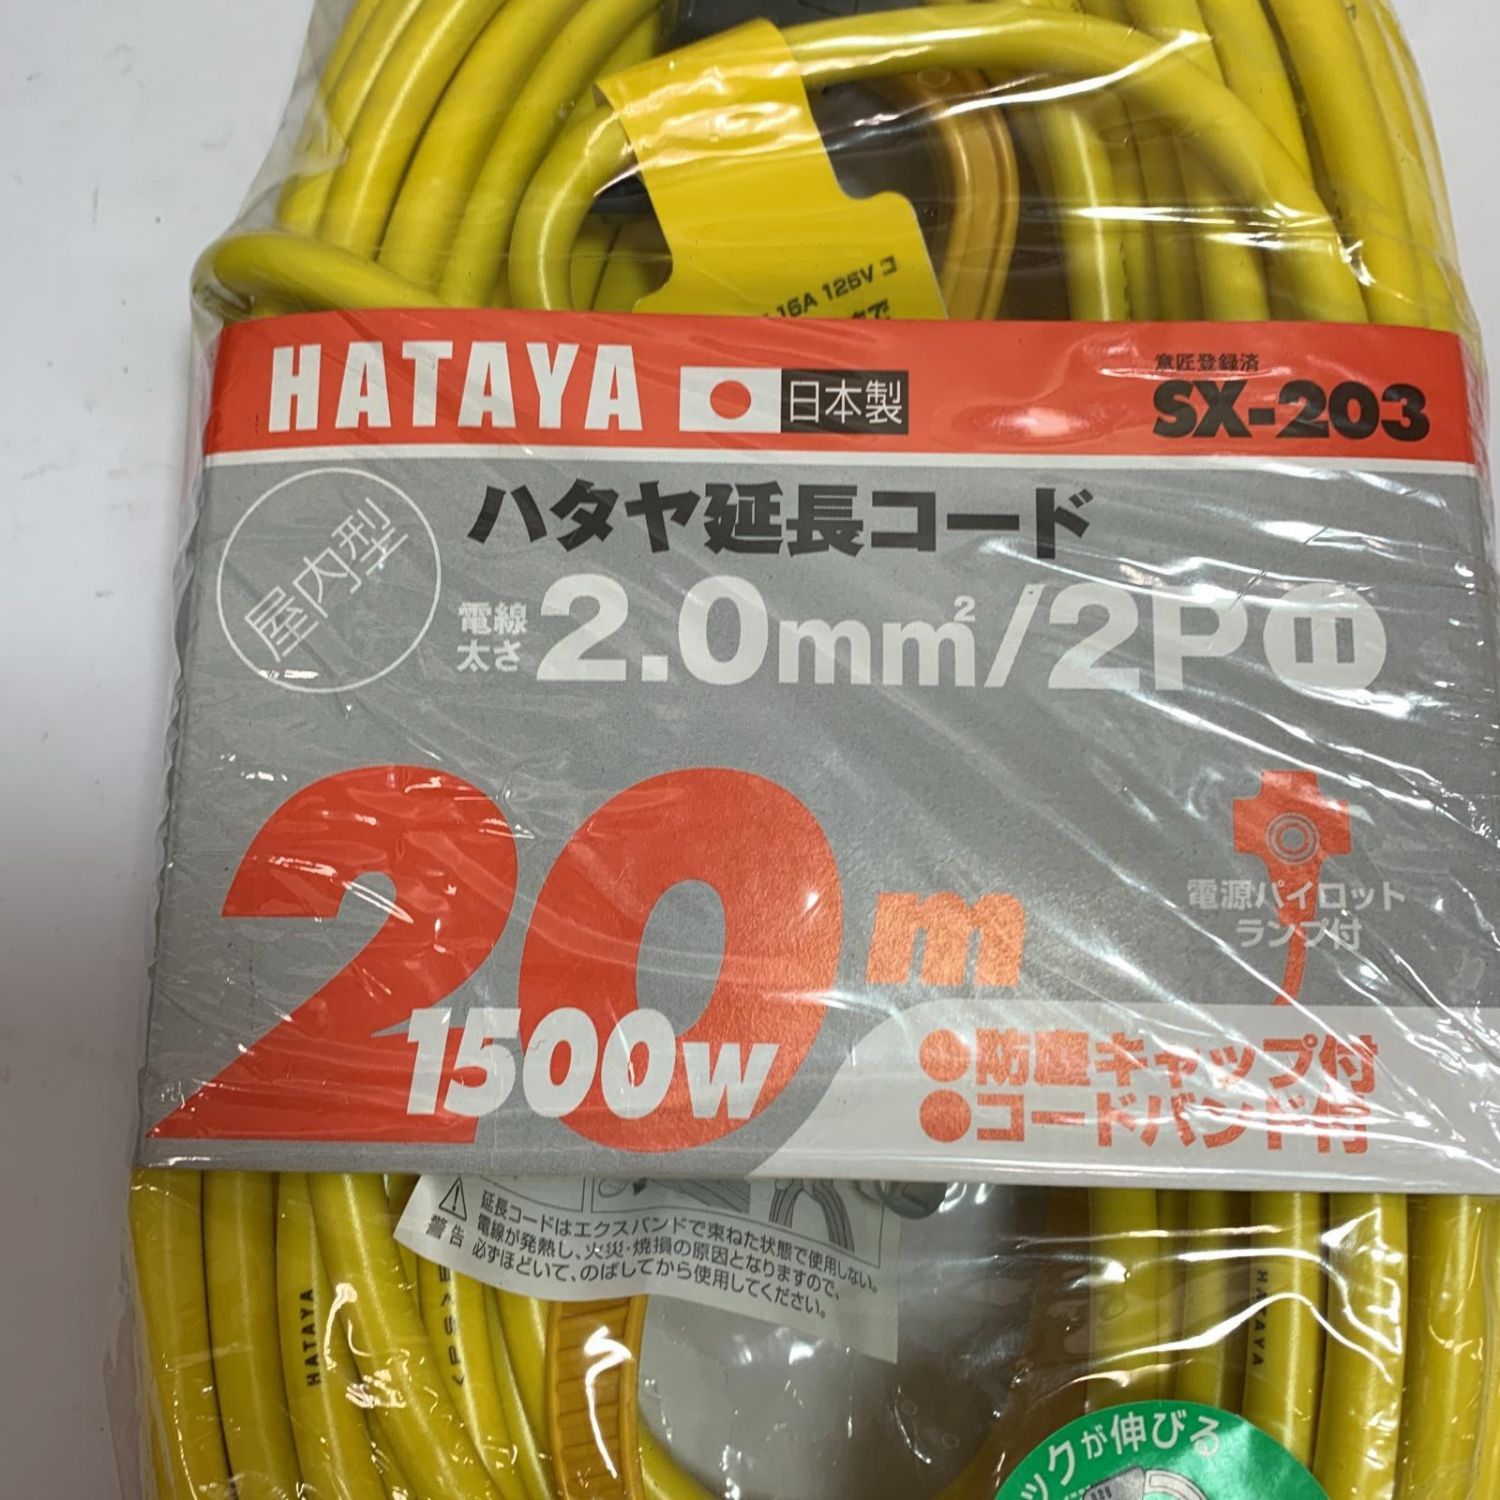 15A 125V コ
HATAYA 日本製
意匠登録済
SX-203
屋内型
ハタヤ延長コード
電線
太さ
2.0mm²/2P
20m
1500W
電源パイロット
ランプ付
●防塵キャップ付
●コードバンド付
警告
延長コードはエクスバンドで束ねた状態で使用しない。
電線が発熱し、火災・焼損の原因となりますので、
必ずほどいて、のばしてから使用してください。
HATAYA
<PS>E
HATAYA
ックが伸びる